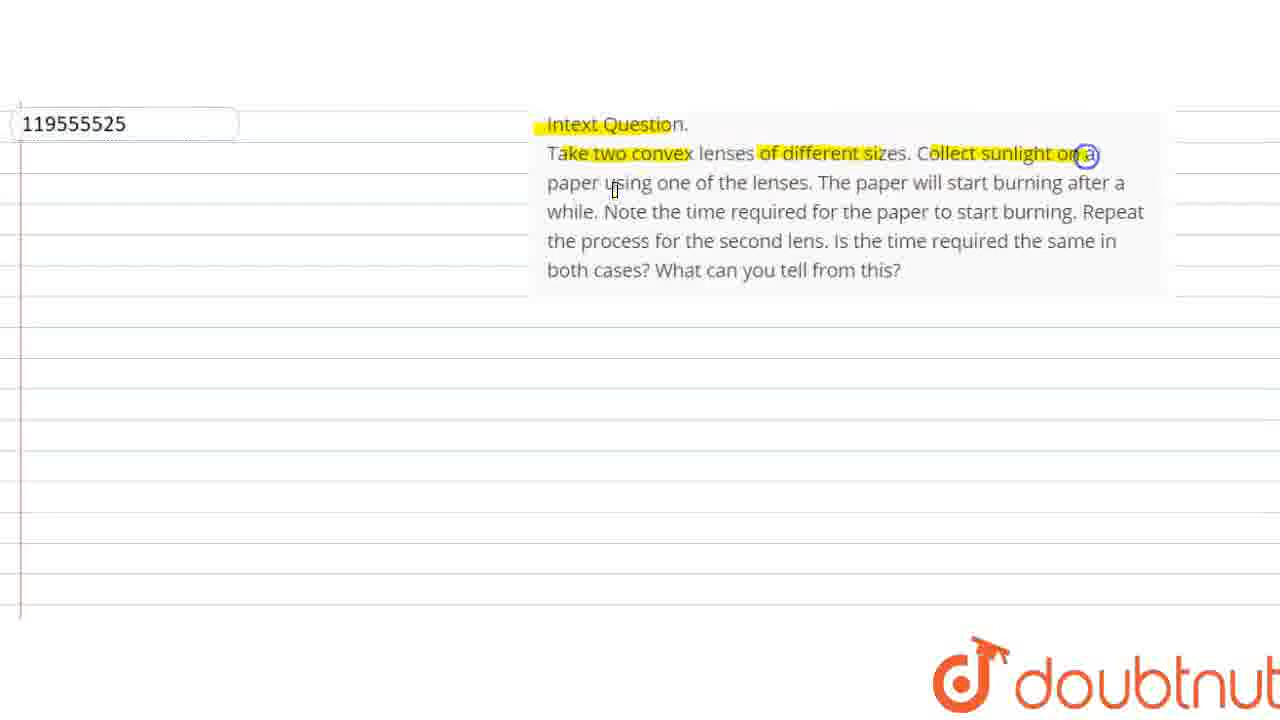 119555525
Intext Question.
Take two convex lenses of different sizes. Collect sunlight on a
paper using one of the lenses. The paper will start burning after a
while. Note the time required for the paper to start burning. Repeat
the process for the second lens. Is the time required the same in
both cases? What can you tell from this?
doubtnut